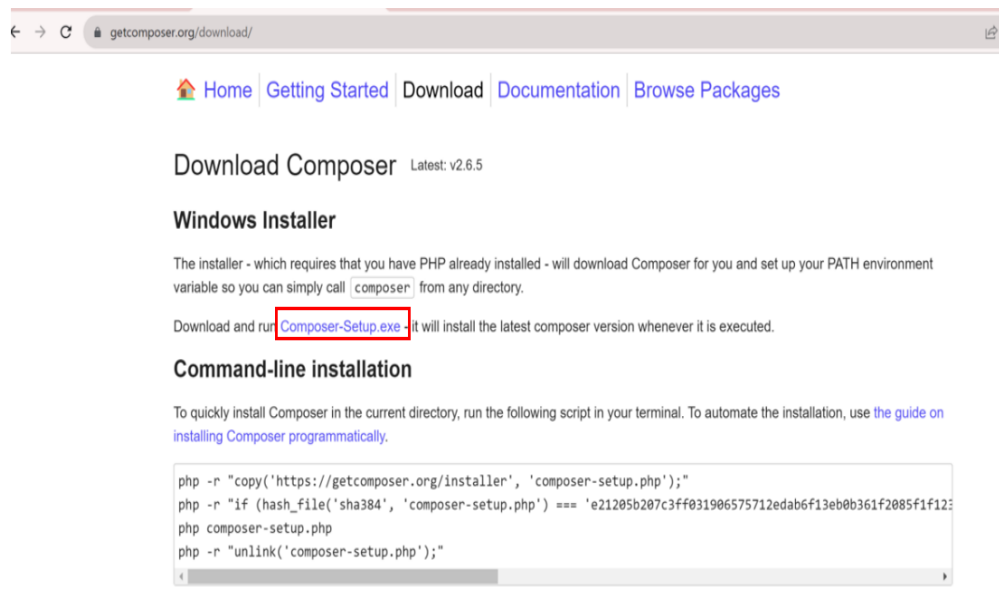 getcomposer.org/download/
Home Getting Started Download Documentation Browse Packages
Download Composer Latest: v2.6.5
Windows Installer
The installer - which requires that you have PHP already installed - will download Composer for you and set up your PATH environment
variable so you can simply call composer from any directory.
Download and run Composer-Setup.exe - it will install the latest composer version whenever it is executed.
Command-line installation
To quickly install Composer in the current directory, run the following script in your terminal. To automate the installation, use the guide on
installing Composer programmatically.
php -r "copy('https://getcomposer.org/installer', 'composer-setup.php');"
php -r "if (hash_file('sha384', 'composer-setup.php') === 'e21205b207c3ff031906575712edab6f13eb0b361f2085f1f123
php composer-setup.php
php -r "unlink('composer-setup.php');"